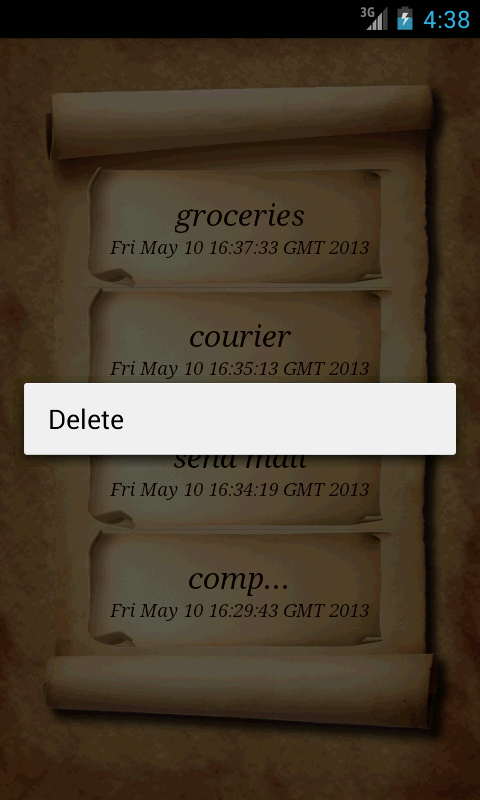 3G 4:38
groceries
Fri May 10 16:37:33 GMT 2013
courier
Fri May 10 16:35:13 GMT 2013
Delete
send mail
Fri May 10 16:34:19 GMT 2013
comp...
Fri May 10 16:29:43 GMT 2013